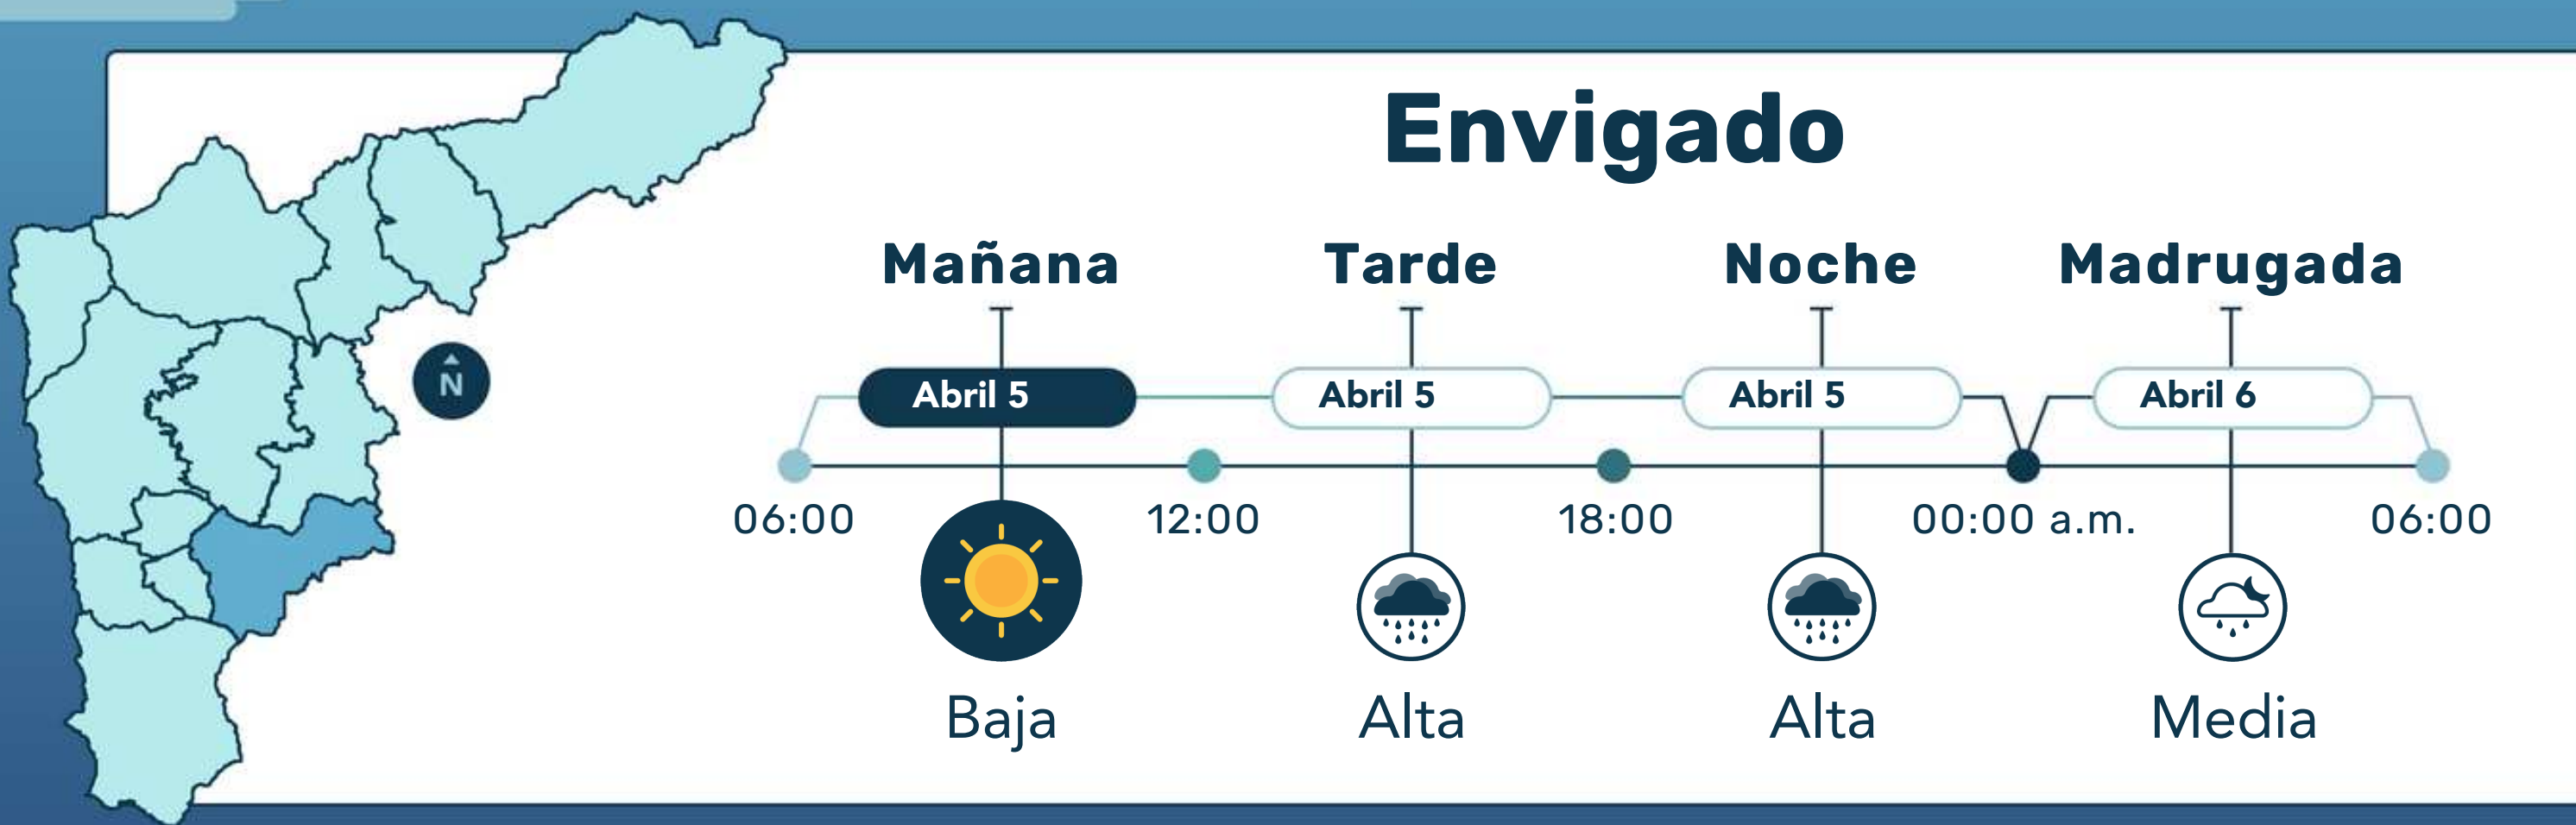 Envigado
Mañana Tarde Noche Madrugada
N
Abril 5 Abril 5 Abril 5 Abril 6
06:00 12:00 18:00 00:00 a.m. 06:00
Baja Alta Alta Media